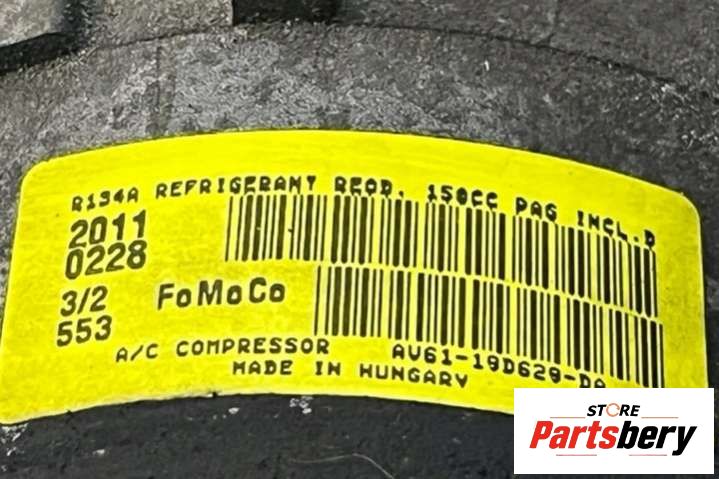 R134A REFRIGERANT REQD. 150CC PAG INCL.D
2011
0228
3/2
553
FoMoCo
A/C COMPRESSOR AV61-19D629-DA
MADE IN HUNGARY
STORE
Partsbery